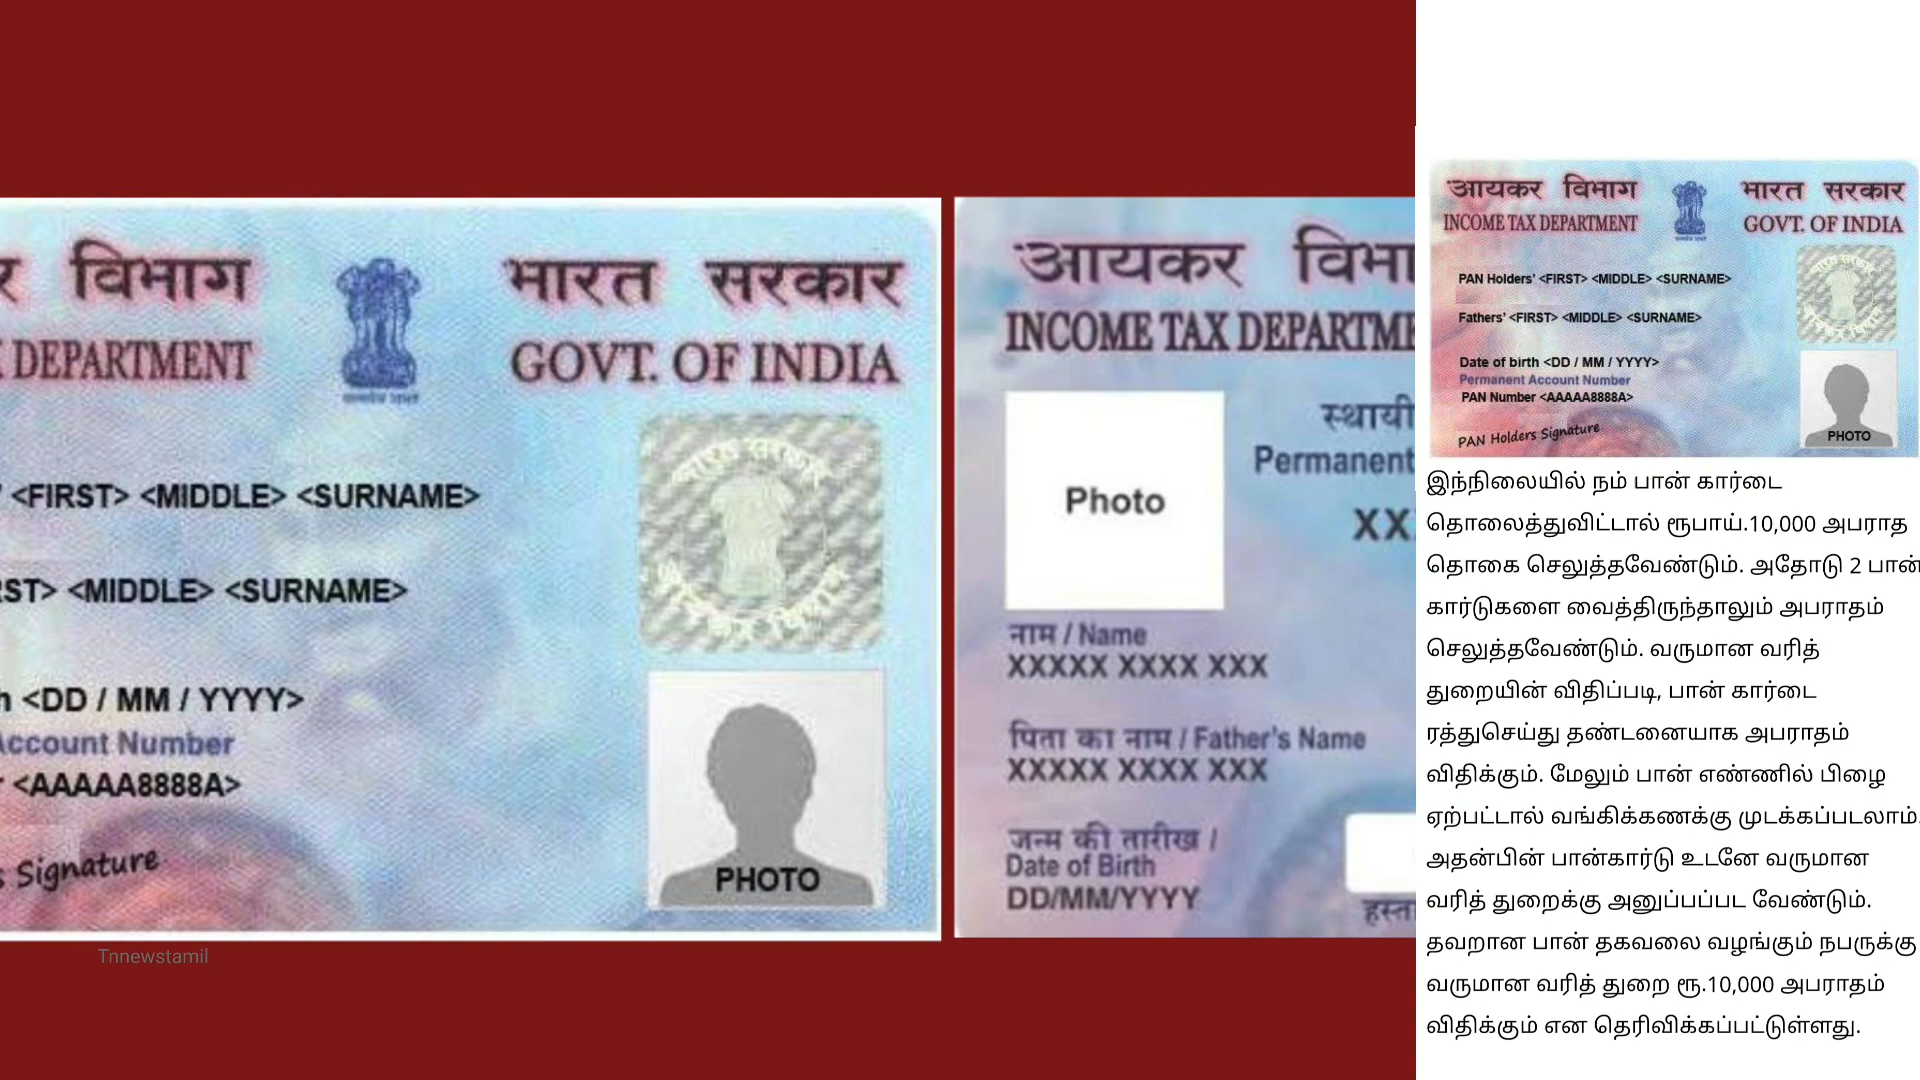 र विभाग
भारत सरकार
DEPARTMENT
GOVT. OF INDIA
<FIRST> <MIDDLE> <SURNAME>
RST> <MIDDLE> <SURNAME>
h <DD / MM / YYYY>
Account Number
<AAAAA8888A>
s Signature
PHOTO
Tnnewstamil
आयकर विभा
INCOME TAX DEPARTME
Photo
स्थायी
Permanent
XX
नाम / Name
XXXXX XXXX XXX
पिता का नाम / Father's Name
XXXXX XXXX XXX
जन्म की तारीख /
Date of Birth
DD/MM/YYYY
हस्ता
आयकर विभाग
भारत सरकार
INCOME TAX DEPARTMENT
GOVT. OF INDIA
PAN Holders' <FIRST> <MIDDLE> <SURNAME>
Fathers' <FIRST> <MIDDLE> <SURNAME>
Date of birth <DD / MM / YYYY>
Permanent Account Number
PAN Number <AAAAA8888A>
PAN Holders Signature
PHOTO
இந்நிலையில் நம் பான் கார்டை
தொலைத்துவிட்டால் ரூபாய்.10,000 அபராத
தொகை செலுத்தவேண்டும். அதோடு 2 பான்
கார்டுகளை வைத்திருந்தாலும் அபராதம்
செலுத்தவேண்டும். வருமான வரித்
துறையின் விதிப்படி, பான் கார்டை
ரத்துசெய்து தண்டனையாக அபராதம்
விதிக்கும். மேலும் பான் எண்ணில் பிழை
ஏற்பட்டால் வங்கிக்கணக்கு முடக்கப்படலாம்.
அதன்பின் பான்கார்டு உடனே வருமான
வரித் துறைக்கு அனுப்பப்பட வேண்டும்.
தவறான பான் தகவலை வழங்கும் நபருக்கு
வருமான வரித் துறை ரூ.10,000 அபராதம்
விதிக்கும் என தெரிவிக்கப்பட்டுள்ளது.